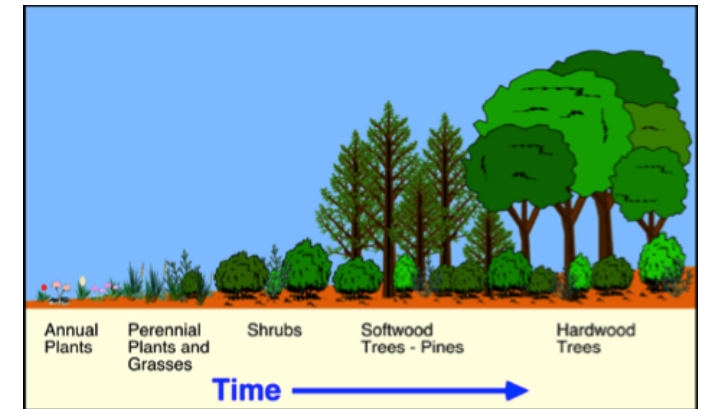 Annual
Plants
Perennial
Plants and
Grasses
Shrubs
Softwood
Trees - Pines
Hardwood
Trees
Time